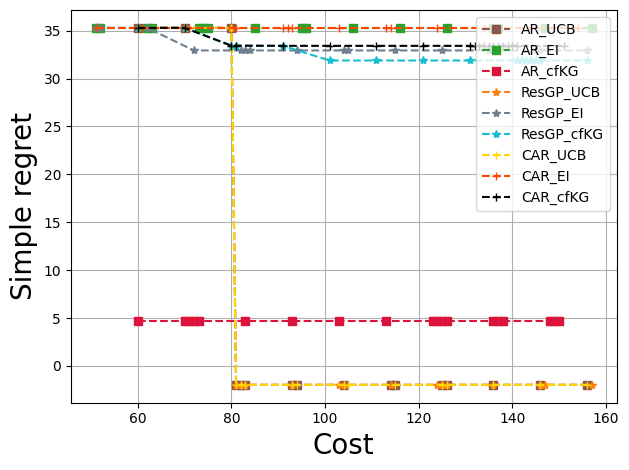 35
30
25
20
15
10
5
0
Simple regret
60
80
100
120
140
160
Cost
AR_UCB
AR_EI
AR_cfKG
ResGP_UCB
ResGP_EI
ResGP_cfKG
CAR_UCB
CAR_EI
CAR_cfKG